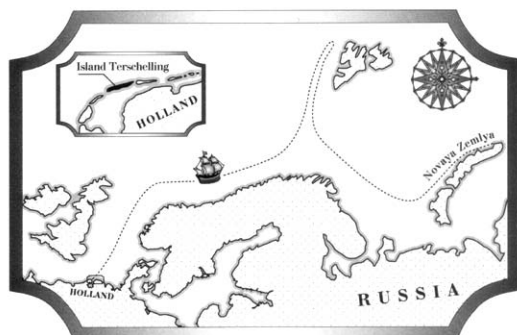 Island Terschelling
HOLLAND
Novaya Zemlya
HOLLAND
RUSSIA